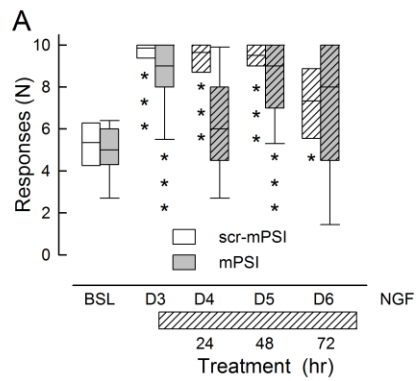 A
Responses (N)
10
8
6
4
2
0
* * * * * * * * * * * * *
scr-mPSI
mPSI
BSL D3 D4 D5 D6 NGF
24 48 72
Treatment (hr)